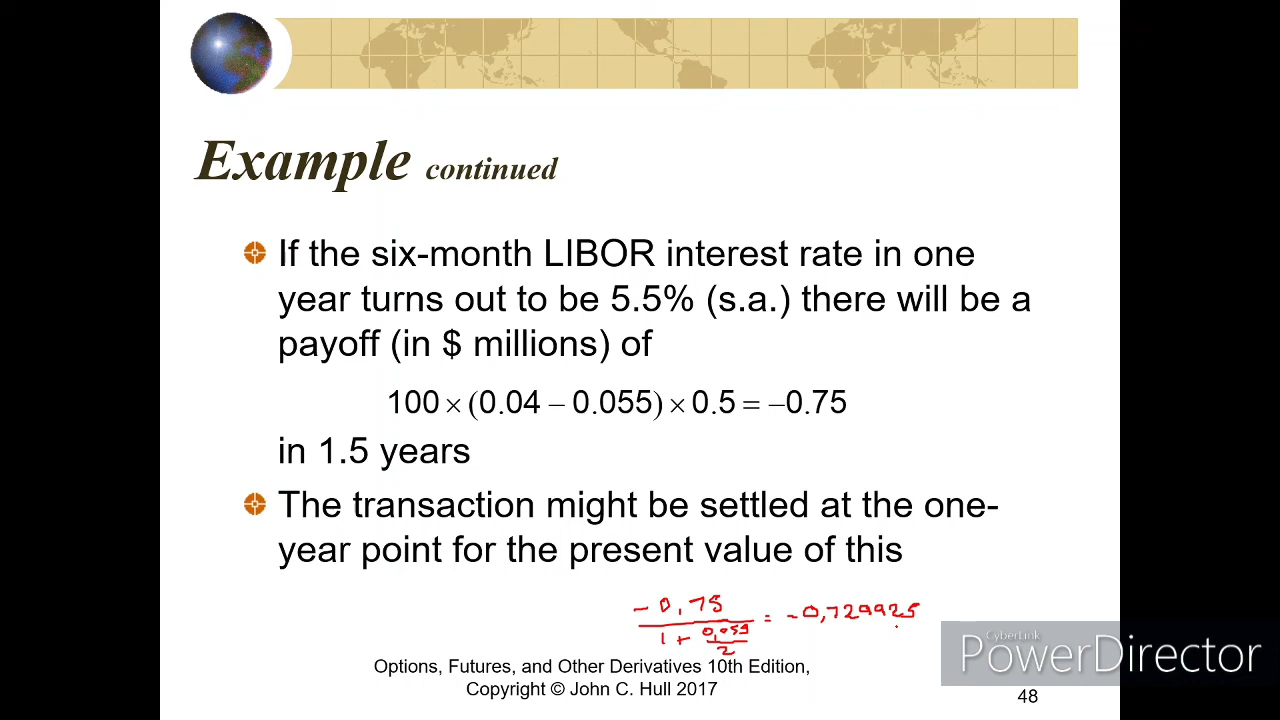 Example continued
If the six-month LIBOR interest rate in one
year turns out to be 5.5% (s.a.) there will be a
payoff (in $ millions) of
100 × (0.04 − 0.055) × 0.5 = −0.75
in 1.5 years
The transaction might be settled at the one-
year point for the present value of this
-0,75
1 + 0,055
2
= -0,729925
Options, Futures, and Other Derivatives 10th Edition,
Copyright © John C. Hull 2017
CyberLink
PowerDirector
48